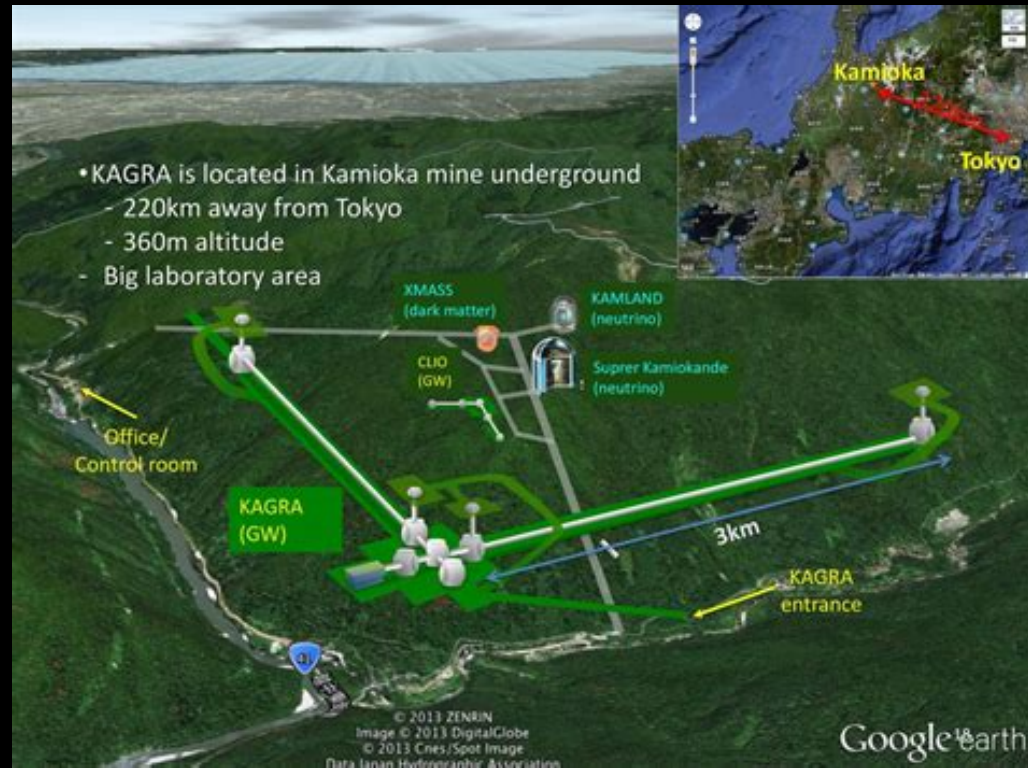 Kamioka
Tokyo
•KAGRA is located in Kamioka mine underground
- 220km away from Tokyo
- 360m altitude
- Big laboratory area
XMASS
(dark matter)
KAMLAND
(neutrino)
CLIO
(GW)
Suprer Kamiokande
(neutrino)
Office/
Control room
KAGRA
(GW)
3km
KAGRA
entrance
41
© 2013 ZENRIN
Image © 2013 DigitalGlobe
© 2013 Cnes/Spot Image
Data Japan Hydrographic Association
Google earth
18